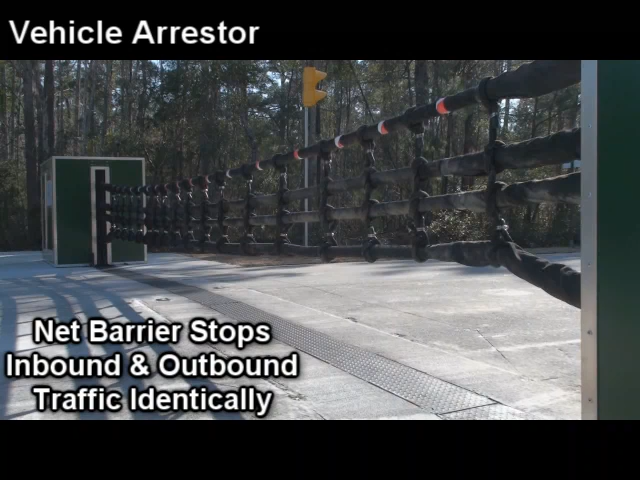 Vehicle Arrestor
Net Barrier Stops
Inbound & Outbound
Traffic Identically